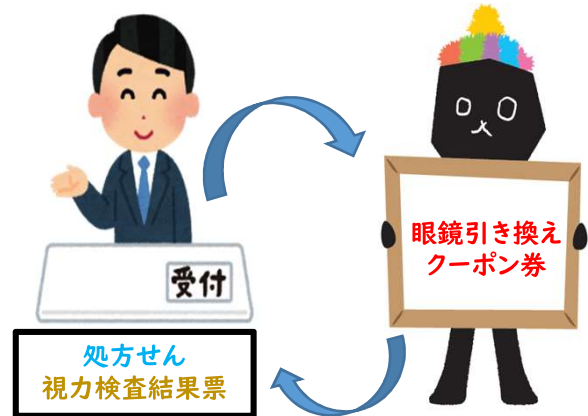 受付
処方せん
視力検査結果票
眼鏡引き換え
クーポン券